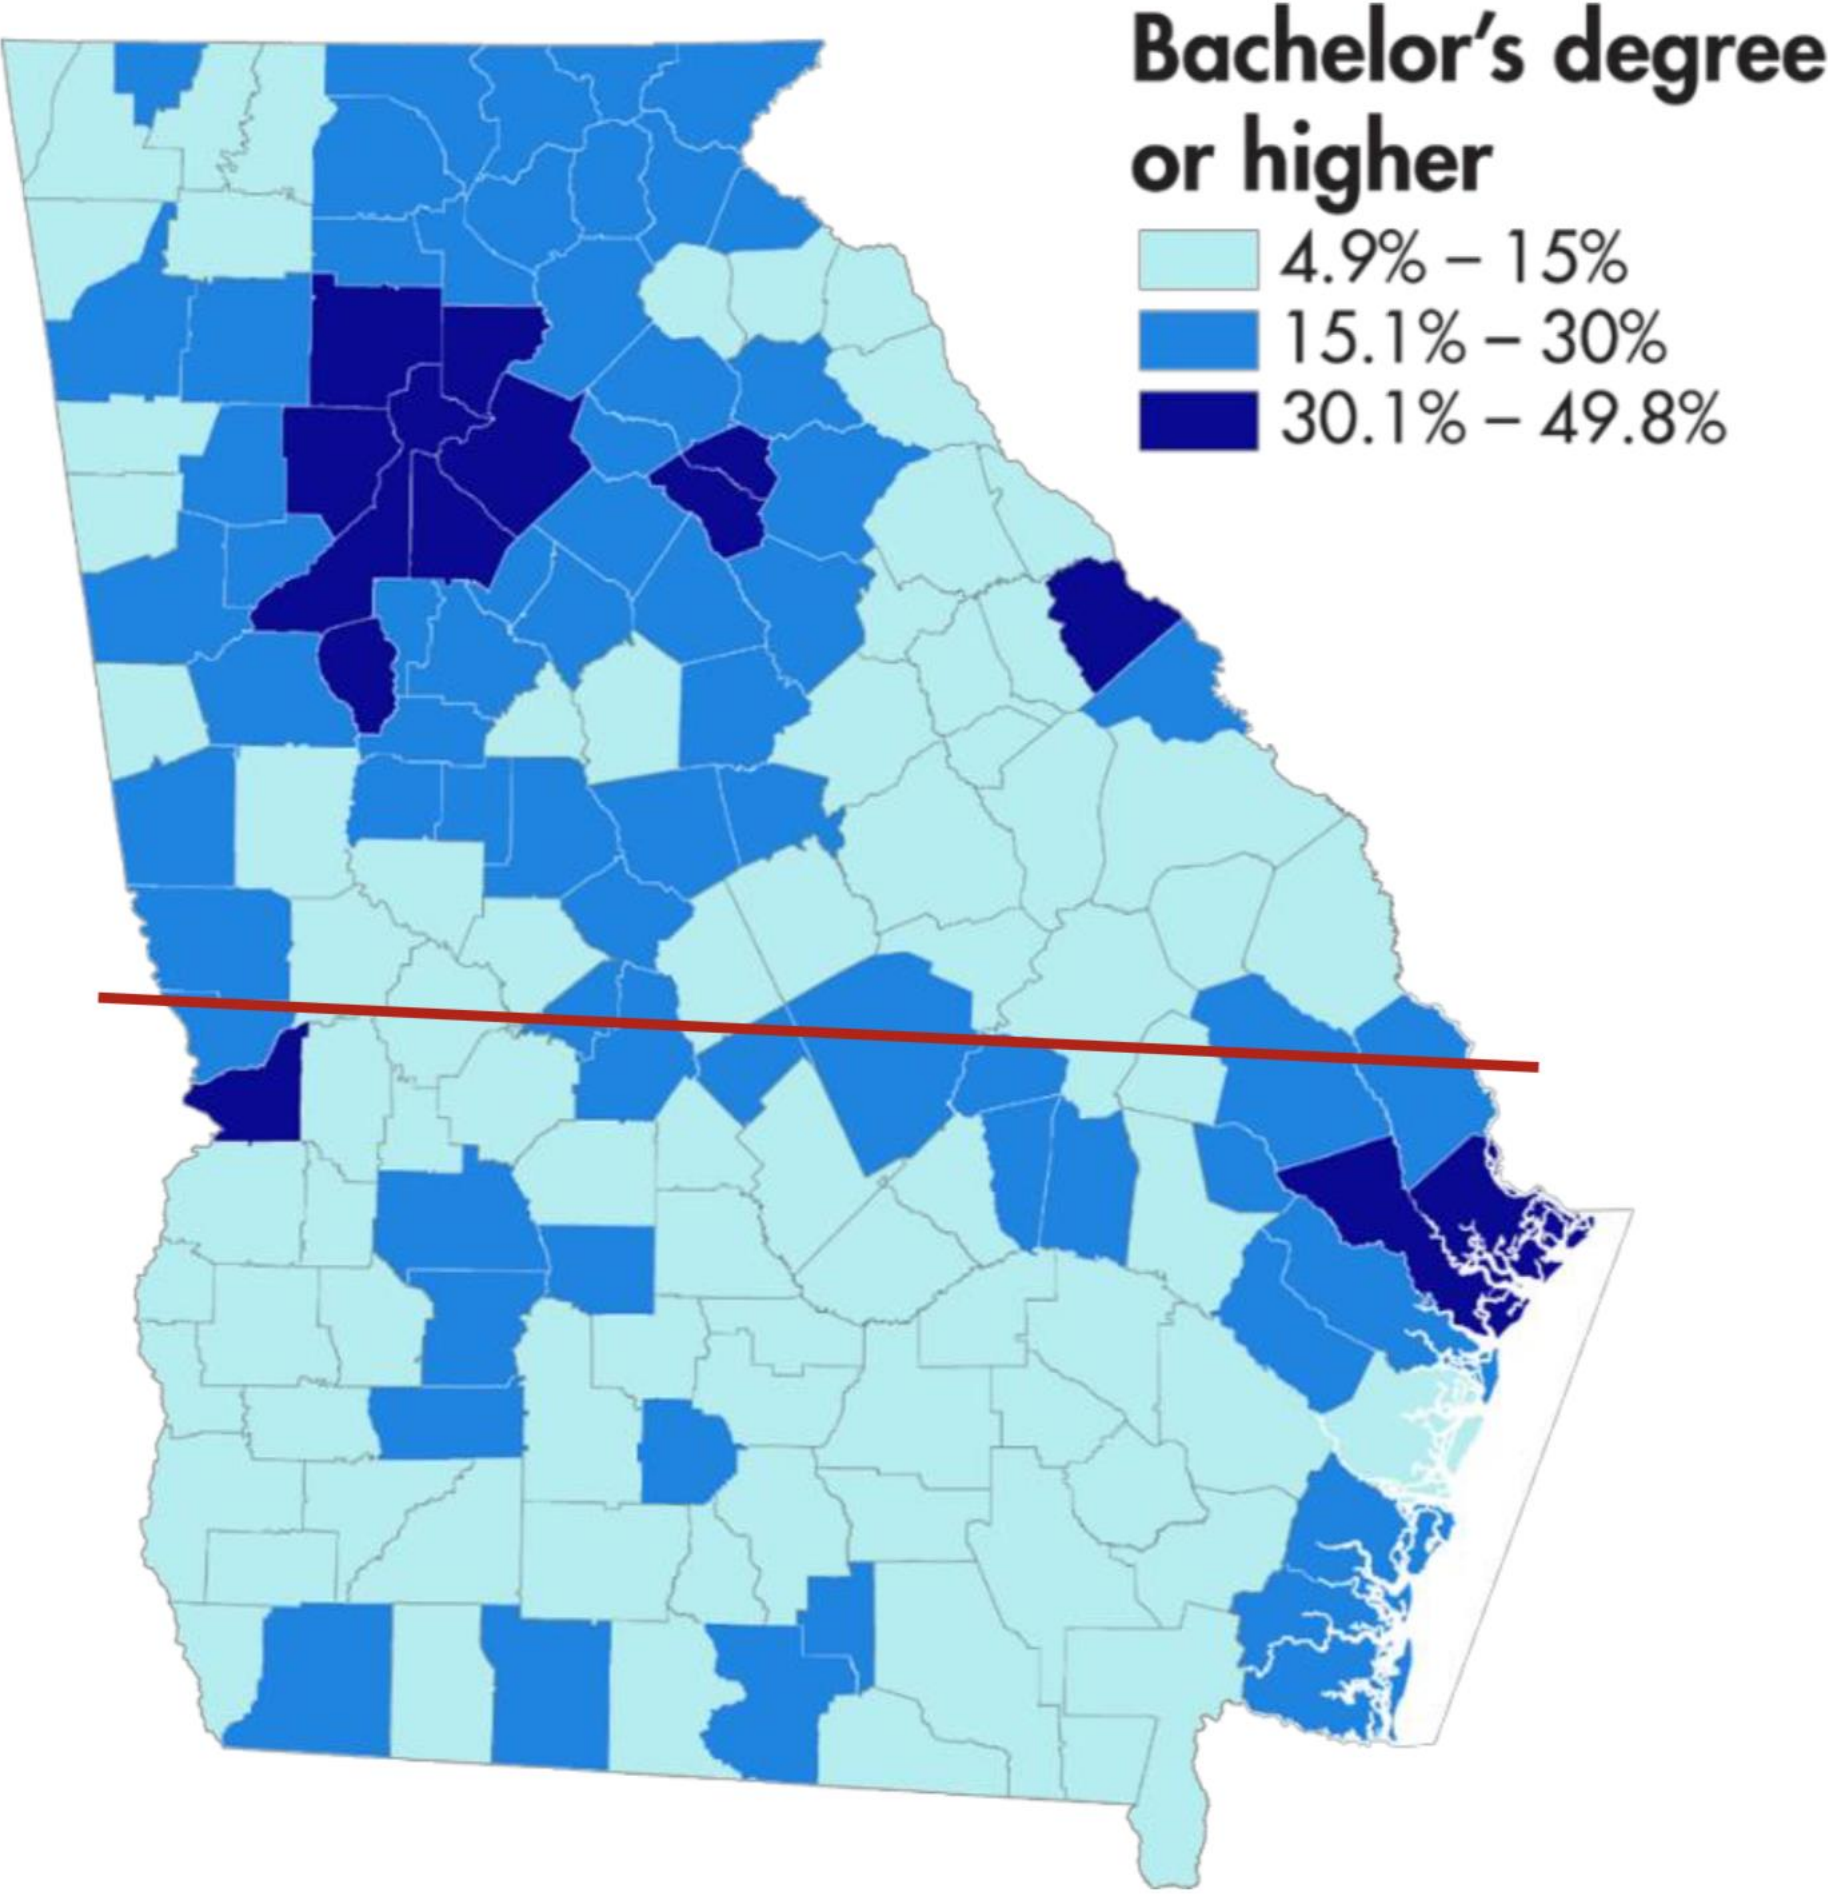 Bachelor’s degree
or higher
4.9% – 15%
15.1% – 30%
30.1% – 49.8%